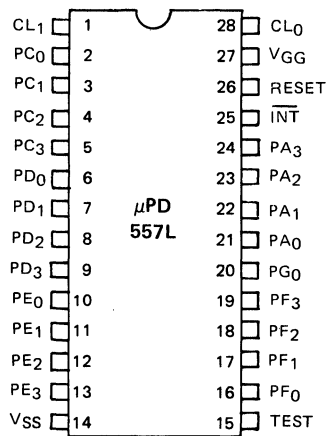 CL₁ 1 28 CL₀
PC₀ 2 27 VGG
PC₁ 3 26 RESET
PC₂ 4 25 I̅N̅T̅
PC₃ 5 24 PA₃
PD₀ 6 23 PA₂
PD₁ 7 μPD 22 PA₁
PD₂ 8 557L 21 PA₀
PD₃ 9 20 PG₀
PE₀ 10 19 PF₃
PE₁ 11 18 PF₂
PE₂ 12 17 PF₁
PE₃ 13 16 PF₀
VSS 14 15 TEST